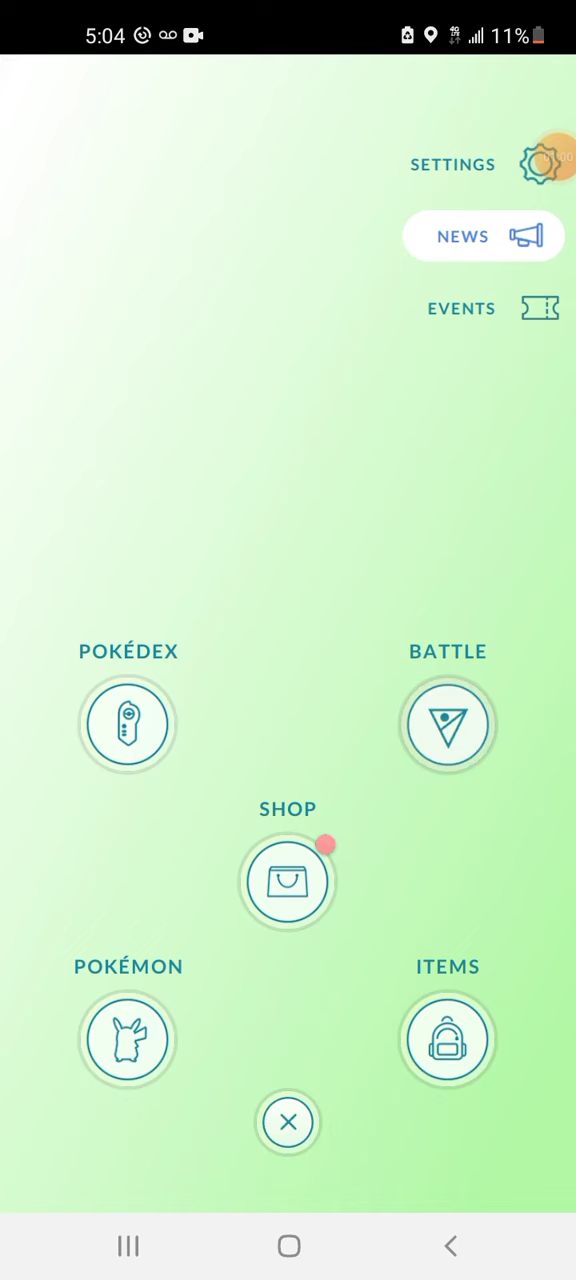 5:04 11%
SETTINGS
NEWS
EVENTS
POKÉDEX BATTLE
SHOP
POKÉMON ITEMS